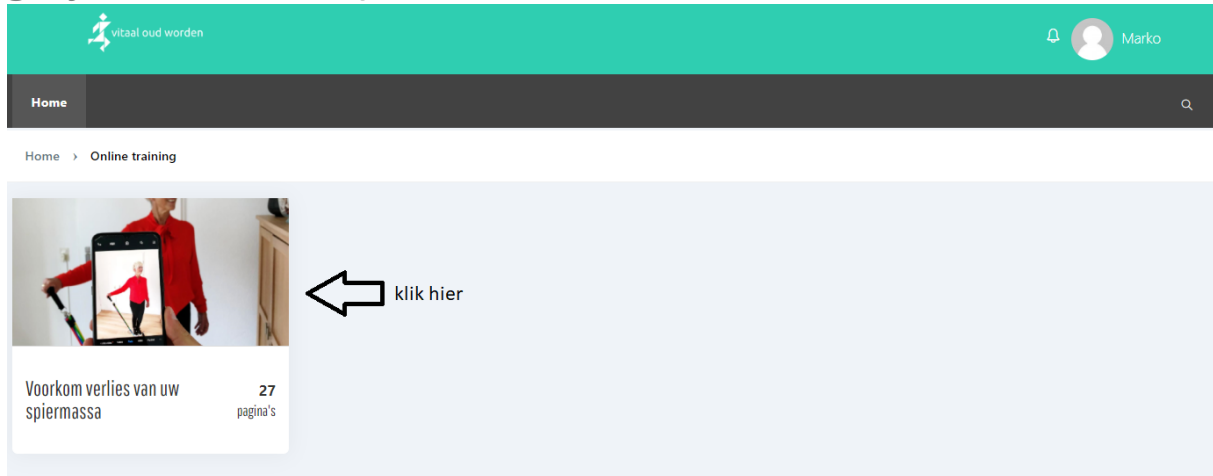 vitaal oud worden
Marko
Home
Home › Online training
klik hier
Voorkom verlies van uw
spiermassa
27
pagina's